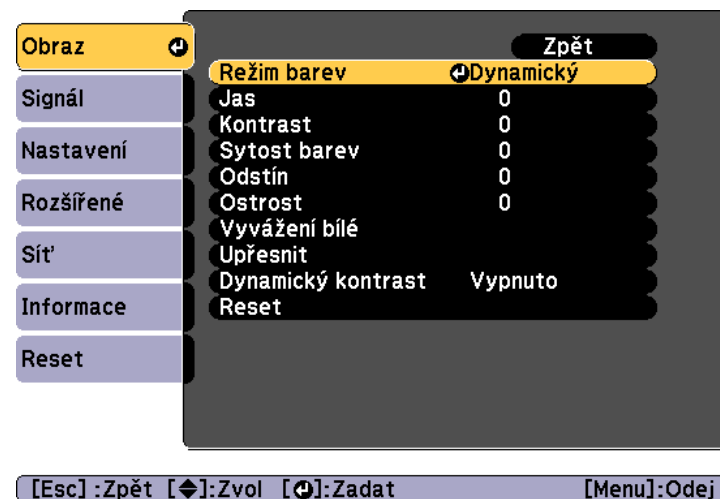 Obraz
Signál
Nastavení
Rozšířené
Síť
Informace
Reset
Zpět
Režim barev Dynamický
Jas 0
Kontrast 0
Sytost barev 0
Odstín 0
Ostrost 0
Vyvážení bílé
Upřesnit
Dynamický kontrast Vypnuto
Reset
[Esc] :Zpět [◆]:Zvol [⏎]:Zadat [Menu]:Odej